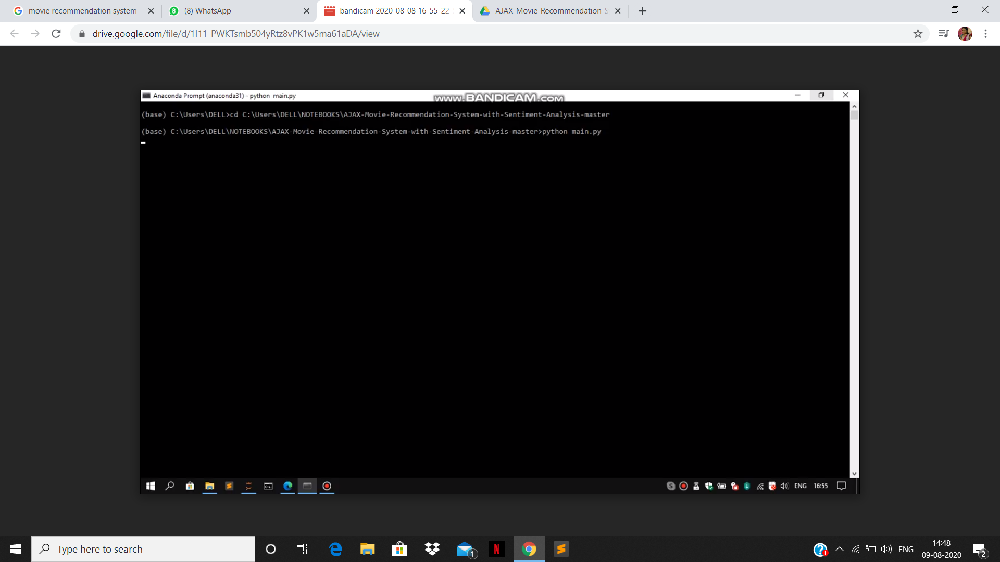 movie recommendation system -
8
(8) WhatsApp
bandicam 2020-08-08 16-55-22-
AJAX-Movie-Recommendation-S
drive.google.com/file/d/1I11-PWKTsmb504yRtz8vPK1w5ma61aDA/view
Anaconda Prompt (anaconda31) - python main.py
www.BANDICAM.com
(base) C:\Users\DELL>cd C:\Users\DELL\NOTEBOOKS\AJAX-Movie-Recommendation-System-with-Sentiment-Analysis-master
(base) C:\Users\DELL\NOTEBOOKS\AJAX-Movie-Recommendation-System-with-Sentiment-Analysis-master>python main.py
ENG 16:55
Type here to search
1
N
ENG
14:48
09-08-2020
2